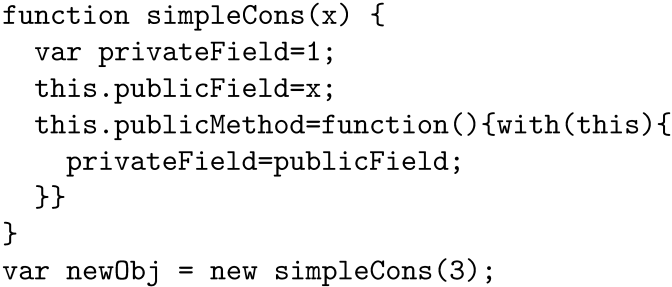 function simpleCons(x) {
  var privateField=1;
  this.publicField=x;
  this.publicMethod=function(){with(this){
    privateField=publicField;
  }}
}
var newObj = new simpleCons(3);